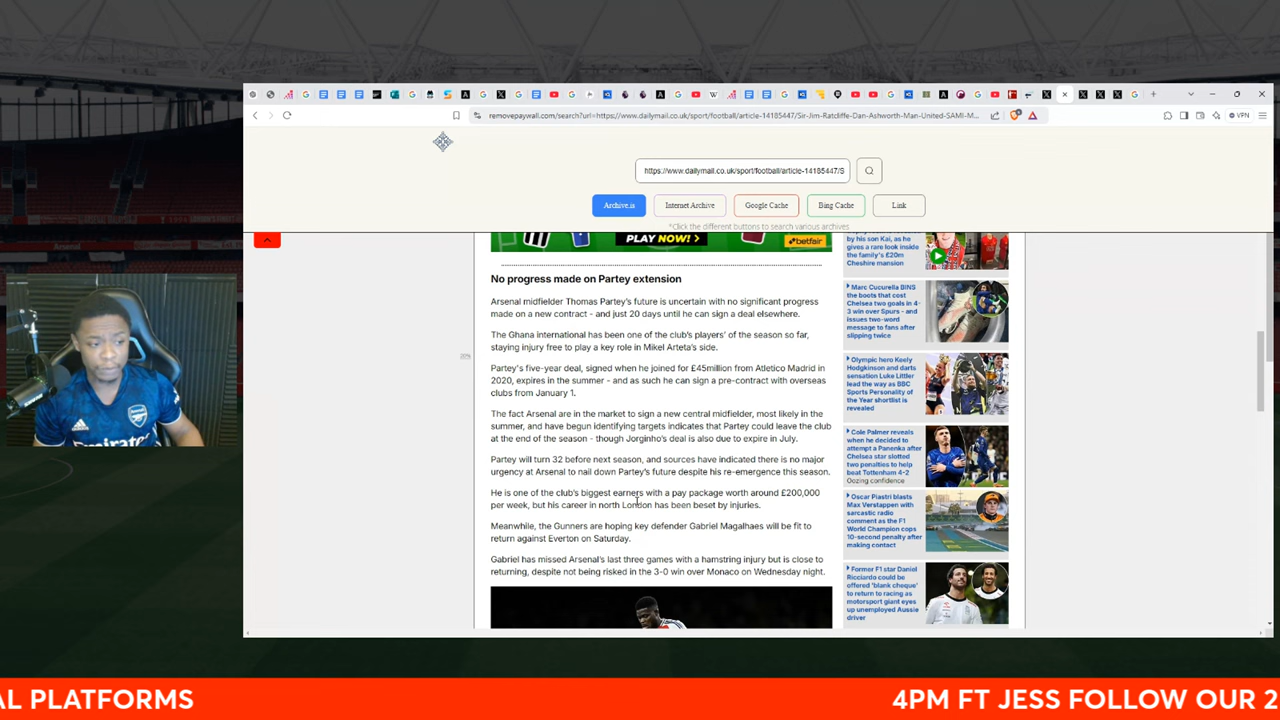 removepaywall.com/search?url=https://www.dailymail.co.uk/sport/football/article-14185447/Sir-Jim-Ratcliffe-Dan-Ashworth-Man-United-SAMI-M...
VPN
https://www.dailymail.co.uk/sport/football/article-14185447/S
Archive.is
Internet Archive
Google Cache
Bing Cache
Link
*Click the different buttons to search various archives
PLAY NOW! >
betfair
No progress made on Partey extension
Arsenal midfielder Thomas Partey's future is uncertain with no significant progress
made on a new contract - and just 20 days until he can sign a deal elsewhere.
The Ghana international has been one of the club's players' of the season so far,
staying injury free to play a key role in Mikel Arteta's side.
Partey's five-year deal, signed when he joined for £45million from Atletico Madrid in
2020, expires in the summer - and as such he can sign a pre-contract with overseas
clubs from January 1.
The fact Arsenal are in the market to sign a new central midfielder, most likely in the
summer, and have begun identifying targets indicates that Partey could leave the club
at the end of the season - though Jorginho's deal is also due to expire in July.
Partey will turn 32 before next season, and sources have indicated there is no major
urgency at Arsenal to nail down Partey's future despite his re-emergence this season.
He is one of the club's biggest earners with a pay package worth around £200,000
per week, but his career in north London has been beset by injuries.
Meanwhile, the Gunners are hoping key defender Gabriel Magalhaes will be fit to
return against Everton on Saturday.
Gabriel has missed Arsenal's last three games with a hamstring injury but is close to
returning, despite not being risked in the 3-0 win over Monaco on Wednesday night.
by his son Kai, as he
gives a rare look inside
the family's £20m
Cheshire mansion
Marc Cucurella BINS
the boots that cost
Chelsea two goals in 4-
3 win over Spurs - and
issues two-word
message to fans after
slipping twice
Olympic hero Keely
Hodgkinson and darts
sensation Luke Littler
lead the way as BBC
Sports Personality of
the Year shortlist is
revealed
Cole Palmer reveals
when he decided to
attempt a Panenka after
Chelsea star slotted
two penalties to help
beat Tottenham 4-2
Oozing confidence
Oscar Piastri blasts
Max Verstappen with
sarcastic radio
comment as the F1
World Champion cops
10-second penalty after
making contact
Former F1 star Daniel
Ricciardo could be
offered 'blank cheque'
to return to racing as
motorsport giant eyes
up unemployed Aussie
driver
Arsenal
Emirates
AL PLATFORMS
4PM FT JESS FOLLOW OUR 2